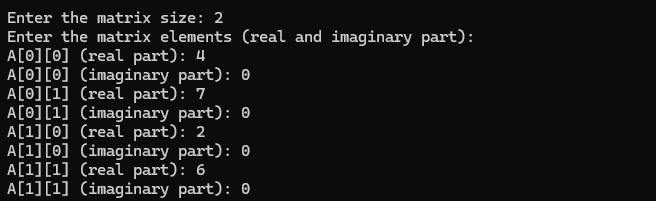 Enter the matrix size: 2
Enter the matrix elements (real and imaginary part):
A[0][0] (real part): 4
A[0][0] (imaginary part): 0
A[0][1] (real part): 7
A[0][1] (imaginary part): 0
A[1][0] (real part): 2
A[1][0] (imaginary part): 0
A[1][1] (real part): 6
A[1][1] (imaginary part): 0